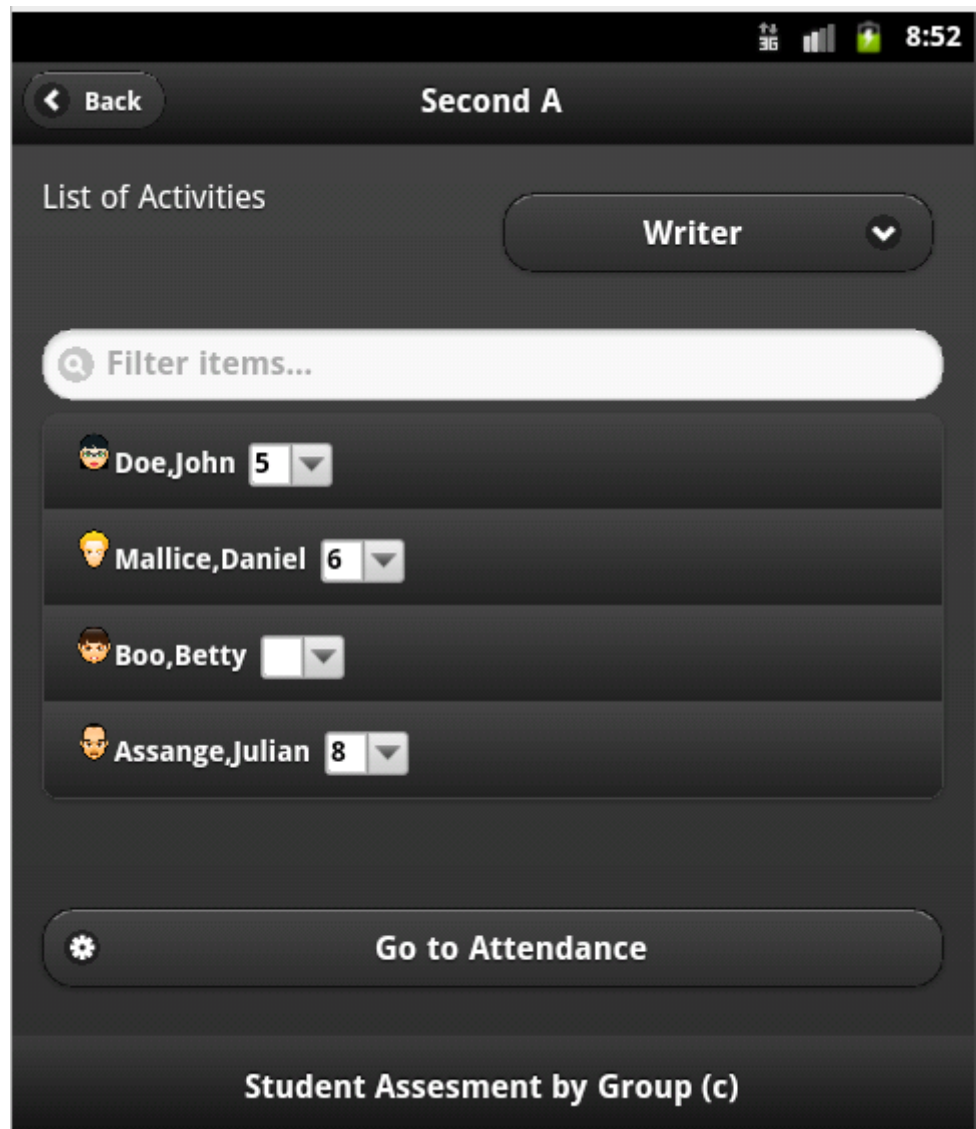 3G 8:52
Back Second A
List of Activities
Writer
Filter items...
Doe,John 5
Mallice,Daniel 6
Boo,Betty
Assange,Julian 8
Go to Attendance
Student Assesment by Group (c)